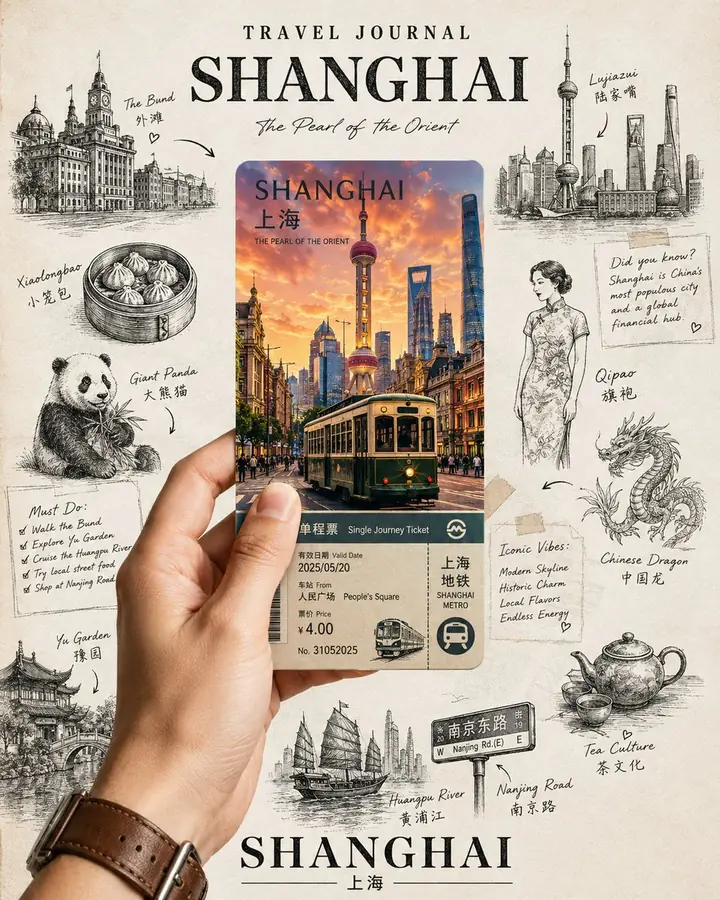 TRAVEL JOURNAL
SHANGHAI
The Pearl of the Orient
The Bund
外滩
Lujiazui
陆家嘴
SHANGHAI
上海
THE PEARL OF THE ORIENT
Xiaolongbao
小笼包
Did you know?
Shanghai is China's
most populous city
and a global
financial hub.
Giant Panda
大熊猫
Qipao
旗袍
Must Do:
Walk the Bund
Explore Yu Garden
Cruise the Huangpu River
Try local street food
Shop at Nanjing Road
单程票 Single Journey Ticket
有效日期 Valid Date
2025/05/20
车站 From
人民广场 People's Square
票价 Price
¥ 4.00
No. 31052025
上海
地铁
SHANGHAI
METRO
Iconic Vibes:
Modern Skyline
Historic Charm
Local Flavors
Endless Energy
Chinese Dragon
中国龙
Yu Garden
豫园
Tea Culture
茶文化
南京东路
W Nanjing Rd.(E) E
Huangpu River
黄浦江
Nanjing Road
南京路
SHANGHAI
上海